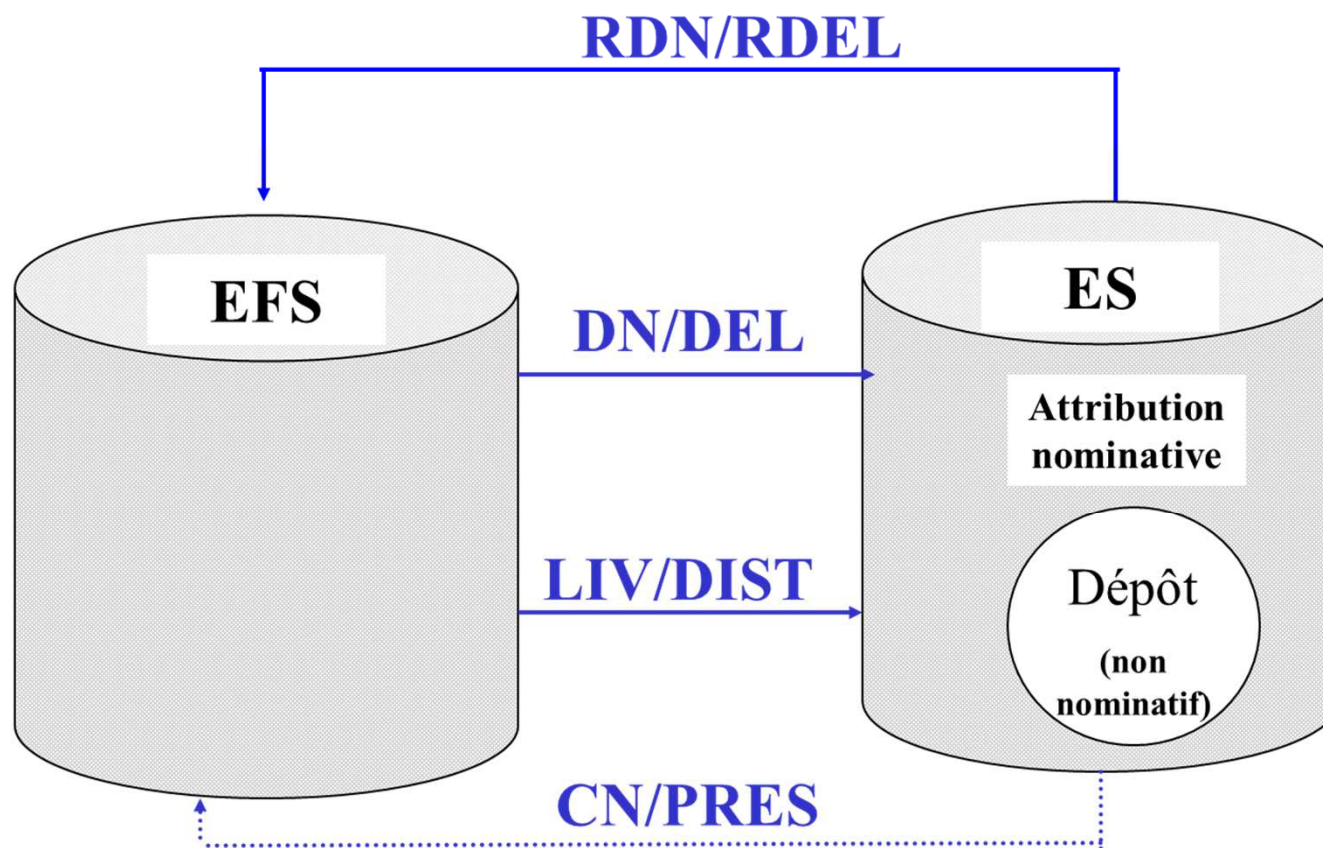 RDN/RDEL
EFS
ES
DN/DEL
Attribution
nominative
LIV/DIST
Dépôt
(non
nominatif)
CN/PRES